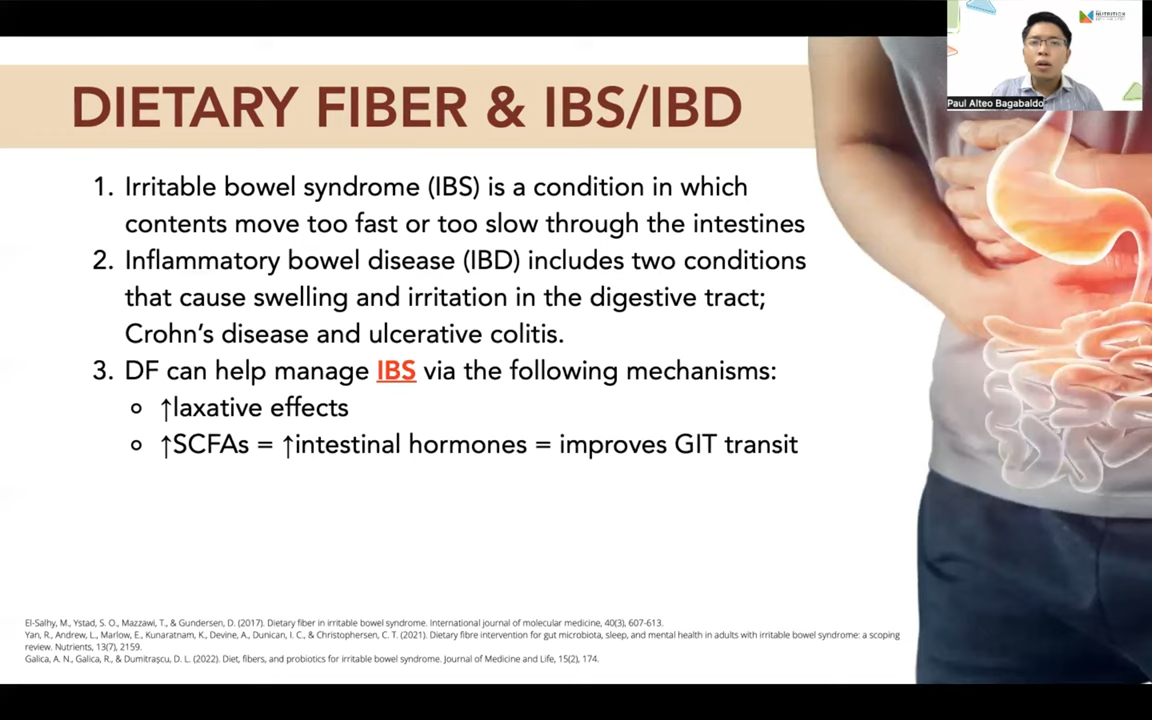 NUTRITION
Paul Alteo Bagabaldo
DIETARY FIBER & IBS/IBD
1. Irritable bowel syndrome (IBS) is a condition in which
contents move too fast or too slow through the intestines
2. Inflammatory bowel disease (IBD) includes two conditions
that cause swelling and irritation in the digestive tract;
Crohn's disease and ulcerative colitis.
3. DF can help manage IBS via the following mechanisms:
↑laxative effects
↑SCFAs = ↑intestinal hormones = improves GIT transit
El-Salhy, M., Ystad, S. O., Mazzawi, T., & Gundersen, D. (2017). Dietary fiber in irritable bowel syndrome. International journal of molecular medicine, 40(3), 607-613.
Yan, R., Andrew, L., Marlow, E., Kunaratnam, K., Devine, A., Dunican, I. C., & Christophersen, C. T. (2021). Dietary fibre intervention for gut microbiota, sleep, and mental health in adults with irritable bowel syndrome: a scoping
review. Nutrients, 13(7), 2159.
Galica, A. N., Galica, R., & Dumitrașcu, D. L. (2022). Diet, fibers, and probiotics for irritable bowel syndrome. Journal of Medicine and Life, 15(2), 174.